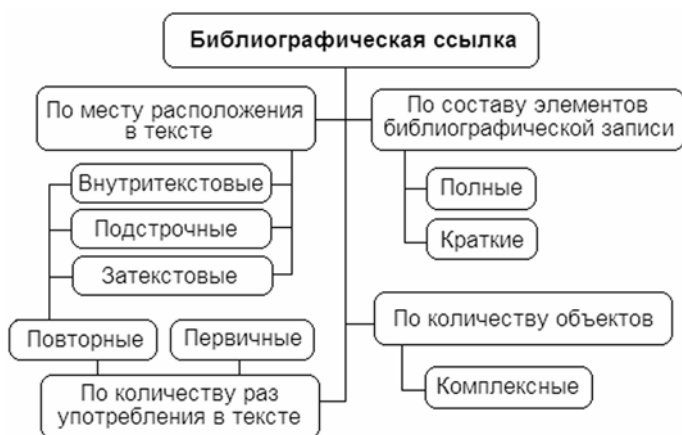 Библиографическая ссылка
По месту расположения
в тексте
По составу элементов
библиографической записи
Внутритекстовые
Подстрочные
Затекстовые
Полные
Краткие
Повторные
Первичные
По количеству объектов
По количеству раз
употребления в тексте
Комплексные